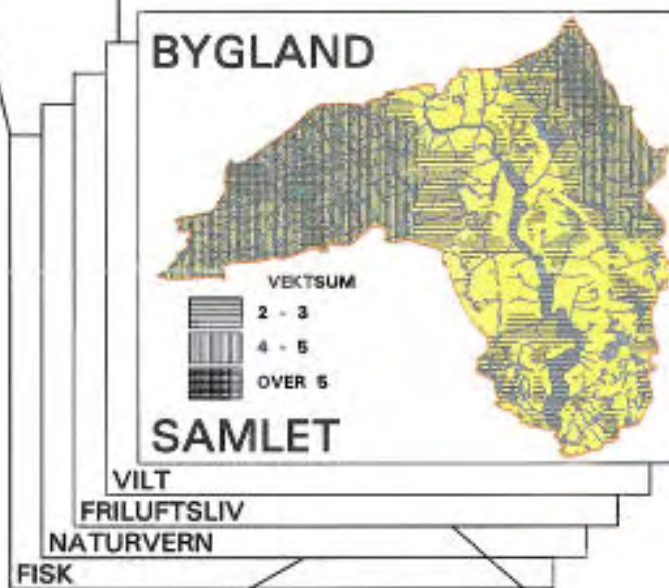 BYGLAND
VEKTSUM
2 - 3
4 - 5
OVER 5
SAMLET
VILT
FRILUFTSLIV
NATURVERN
FISK